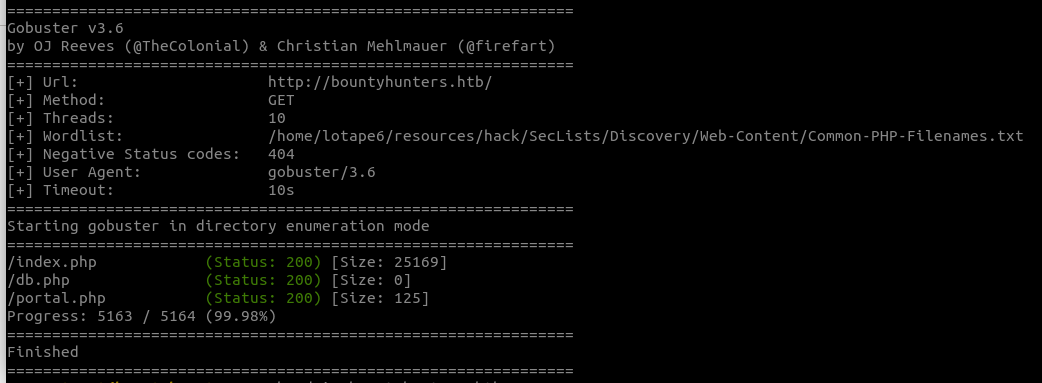 ===============================================================
Gobuster v3.6
by OJ Reeves (@TheColonial) & Christian Mehlmauer (@firefart)
===============================================================
[+] Url:                     http://bountyhunters.htb/
[+] Method:                  GET
[+] Threads:                 10
[+] Wordlist:                /home/lotape6/resources/hack/SecLists/Discovery/Web-Content/Common-PHP-Filenames.txt
[+] Negative Status codes:   404
[+] User Agent:              gobuster/3.6
[+] Timeout:                 10s
===============================================================
Starting gobuster in directory enumeration mode
===============================================================
/index.php            (Status: 200) [Size: 25169]
/db.php               (Status: 200) [Size: 0]
/portal.php           (Status: 200) [Size: 125]
Progress: 5163 / 5164 (99.98%)
===============================================================
Finished
===============================================================